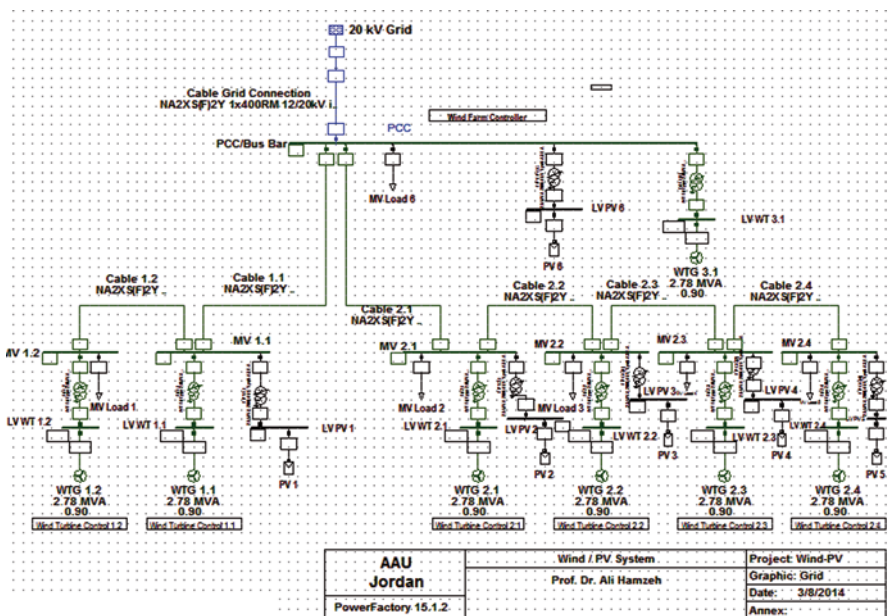 20 kV Grid
Cable Grid Connection
NA2XS(F)2Y 1x400RM 12/20kV i..
Wind Farm Controller
PCC
PCC/Bus Bar
MV Load 6
LV PV 6
PV 6
LV WT 3.1
WTG 3.1
2.78 MVA
0.90
Cable 1.2
NA2XS(F)2Y ..
Cable 1.1
NA2XS(F)2Y ..
Cable 2.1
NA2XS(F)2Y ..
Cable 2.2
NA2XS(F)2Y ..
Cable 2.3
NA2XS(F)2Y ..
Cable 2.4
NA2XS(F)2Y ..
MV 1.2
MV 1.1
MV 2.1
MV 2.2
MV 2.3
MV 2.4
MV Load 1
MV Load 2
MV Load 3
LV WT 1.2
LV WT 1.1
LV PV 1
LV WT 2.1
LV PV 2
LV WT 2.2
LV PV 3
LV WT 2.3
LV PV 4
LV WT 2.4
LV PV 5
PV 1
PV 2
PV 3
PV 4
PV 5
WTG 1.2
2.78 MVA
0.90
Wind Turbine Control 1.2
WTG 1.1
2.78 MVA
0.90
Wind Turbine Control 1.1
WTG 2.1
2.78 MVA
0.90
Wind Turbine Control 2.1
WTG 2.2
2.78 MVA
0.90
Wind Turbine Control 2.2
WTG 2.3
2.78 MVA
0.90
Wind Turbine Control 2.3
WTG 2.4
2.78 MVA
0.90
Wind Turbine Control 2.4
AAU
Jordan
PowerFactory 15.1.2
Wind / PV System
Prof. Dr. Ali Hamzeh
Project: Wind-PV
Graphic: Grid
Date: 3/8/2014
Annex: